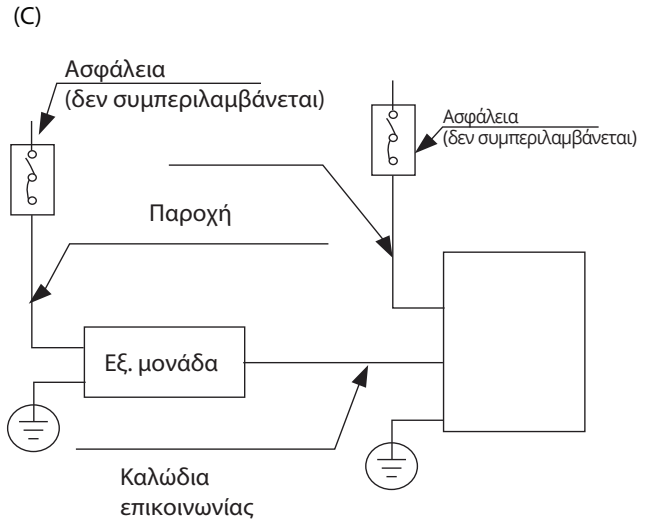 (C)
Ασφάλεια
(δεν συμπεριλαμβάνεται)
Ασφάλεια
(δεν συμπεριλαμβάνεται)
Παροχή
Εξ. μονάδα
Καλώδια
επικοινωνίας